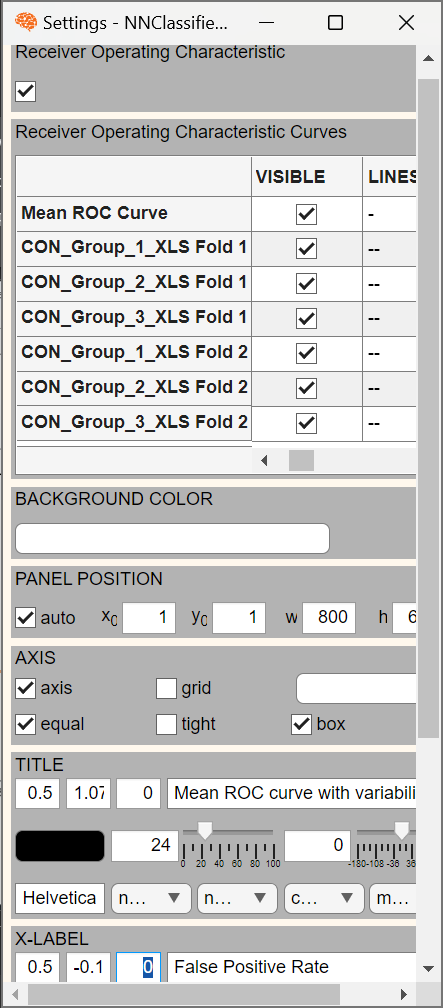 Settings - NNClassifie...
Receiver Operating Characteristic
Receiver Operating Characteristic Curves
VISIBLE LINES
Mean ROC Curve -
CON_Group_1_XLS Fold 1 --
CON_Group_2_XLS Fold 1 --
CON_Group_3_XLS Fold 1 --
CON_Group_1_XLS Fold 2 --
CON_Group_2_XLS Fold 2 --
CON_Group_3_XLS Fold 2 --
BACKGROUND COLOR
PANEL POSITION
auto x0 1 y0 1 w 800 h 6
AXIS
axis grid
equal tight box
TITLE
0.5 1.07 0 Mean ROC curve with variabili
24 0
0 20 40 60 80 100 -180 -108 -36 36
Helvetica n... n... c... m...
X-LABEL
0.5 -0.1 0 False Positive Rate